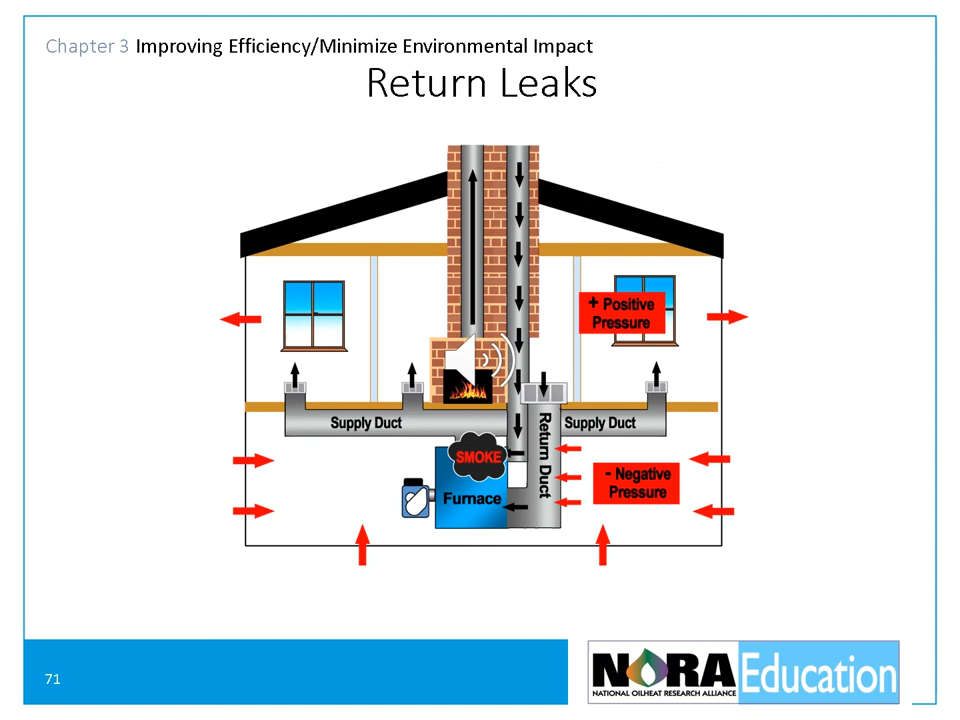 Chapter 3 Improving Efficiency/Minimize Environmental Impact
Return Leaks
+ Positive
Pressure
Supply Duct
Return Duct
Supply Duct
SMOKE
- Negative
Pressure
Furnace
71
NORA Education
NATIONAL OILHEAT RESEARCH ALLIANCE